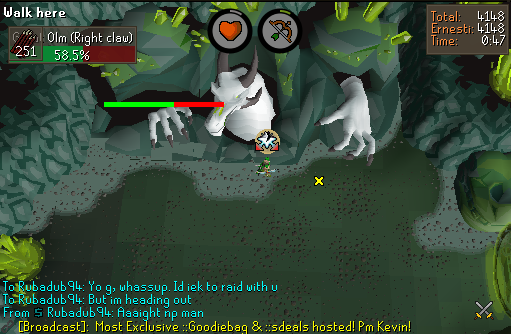 Walk here
Total: 4148
Olm (Right claw)
Ernesti: 4148
251 58.5%
Time: 0:47
To Rubadub94: Yo g, whassup. Id iek to raid with u
To Rubadub94: But im heading out
From S Rubadub94: Aaaight np man
[Broadcast]: Most Exclusive ::Goodiebag & ::sdeals hosted! Pm Kevin!